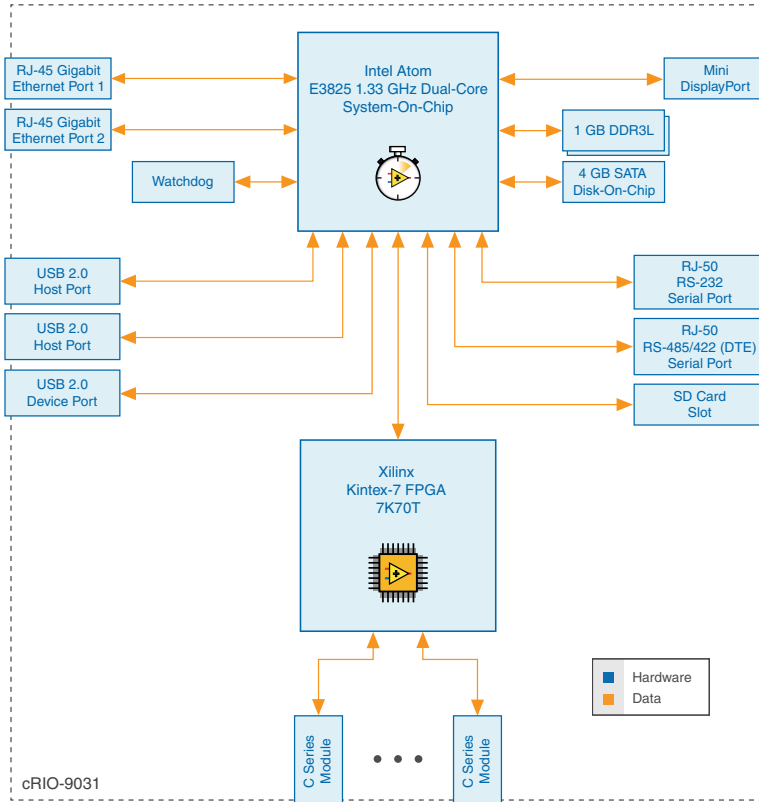 RJ-45 Gigabit
Ethernet Port 1
RJ-45 Gigabit
Ethernet Port 2
Watchdog
Intel Atom
E3825 1.33 GHz Dual-Core
System-On-Chip
Mini
DisplayPort
1 GB DDR3L
4 GB SATA
Disk-On-Chip
USB 2.0
Host Port
USB 2.0
Host Port
USB 2.0
Device Port
RJ-50
RS-232
Serial Port
RJ-50
RS-485/422 (DTE)
Serial Port
SD Card
Slot
Xilinx
Kintex-7 FPGA
7K70T
Hardware
Data
C Series
Module
C Series
Module
cRIO-9031